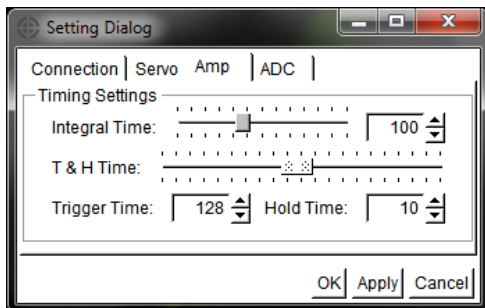 Setting Dialog
Connection Servo Amp ADC
Timing Settings
Integral Time: 100
T & H Time:
Trigger Time: 128 Hold Time: 10
OK Apply Cancel